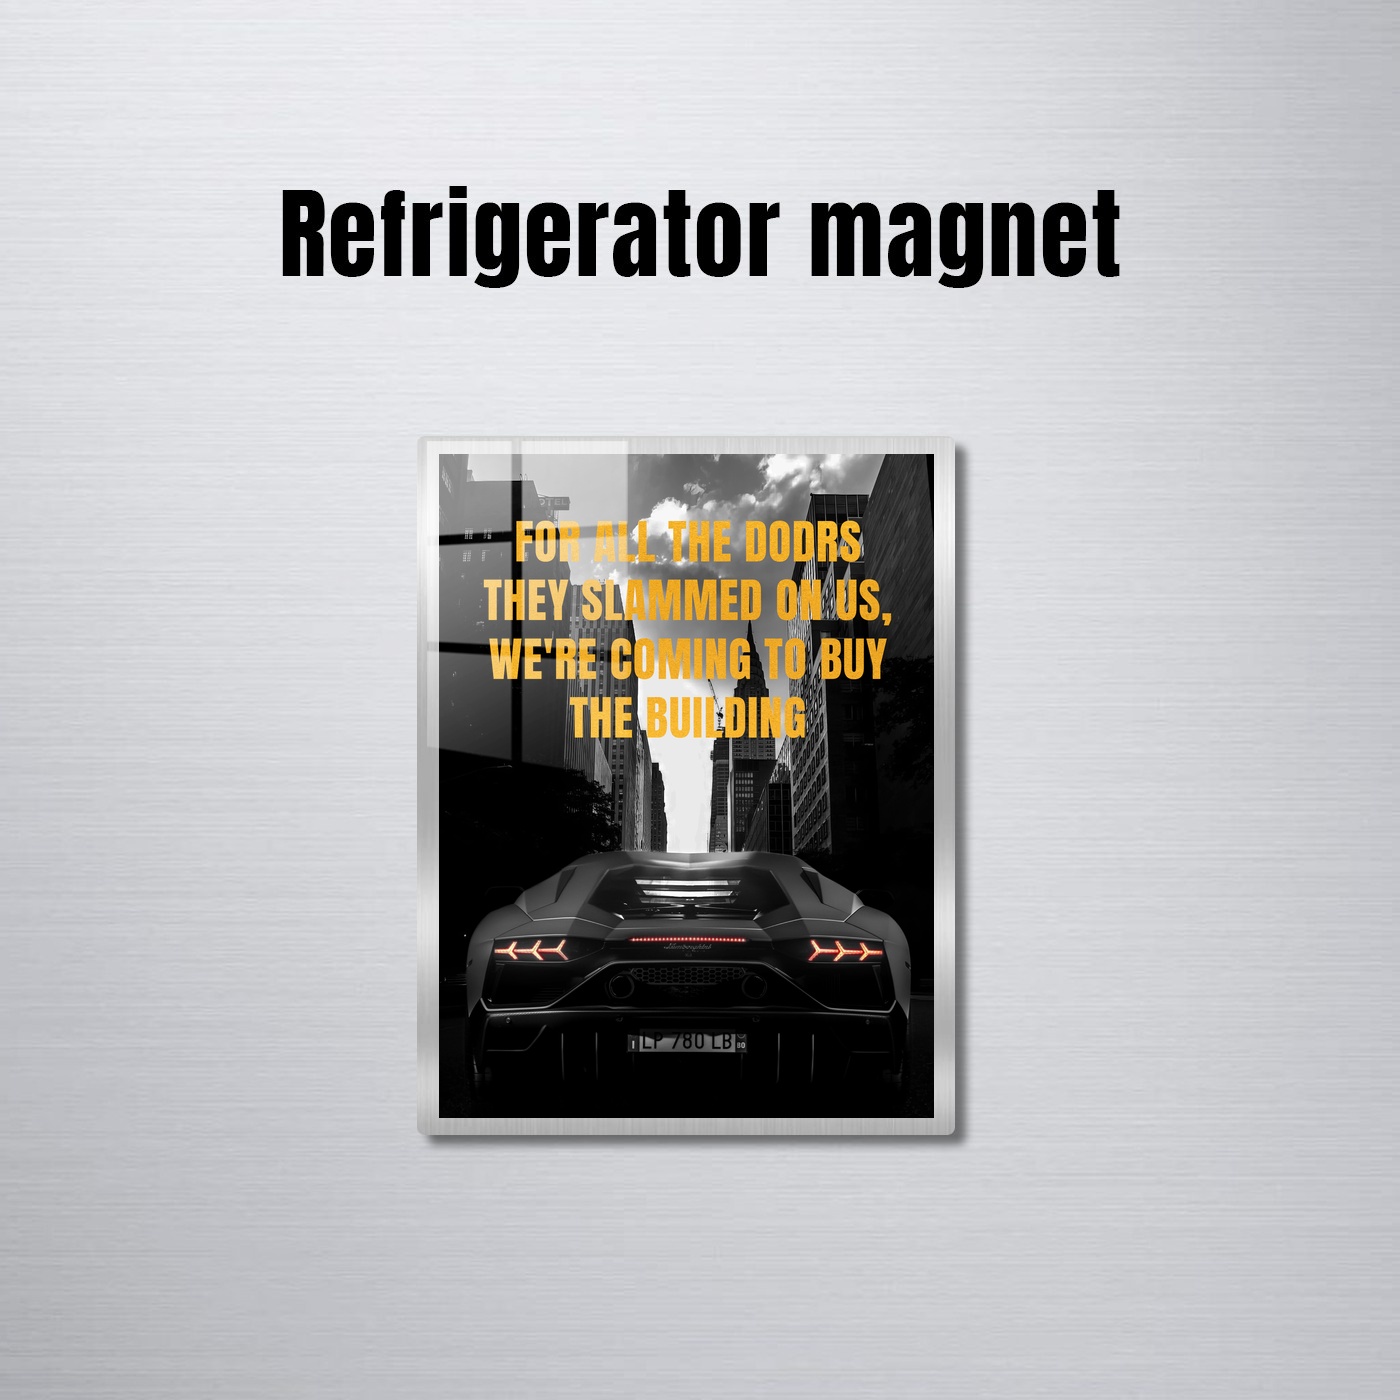 Refrigerator magnet
FOR ALL THE DODRS
THEY SLAMMED ON US,
WE'RE COMING TO BUY
THE BUILDING
LP 780 LB